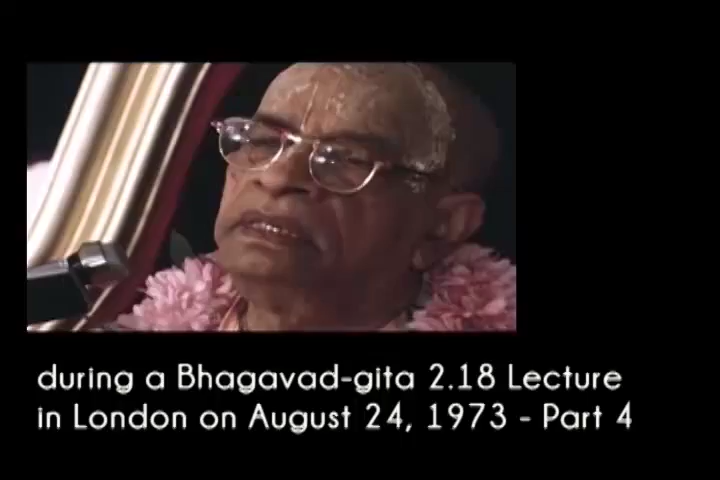 during a Bhagavad-gita 2.18 Lecture
in London on August 24, 1973 - Part 4